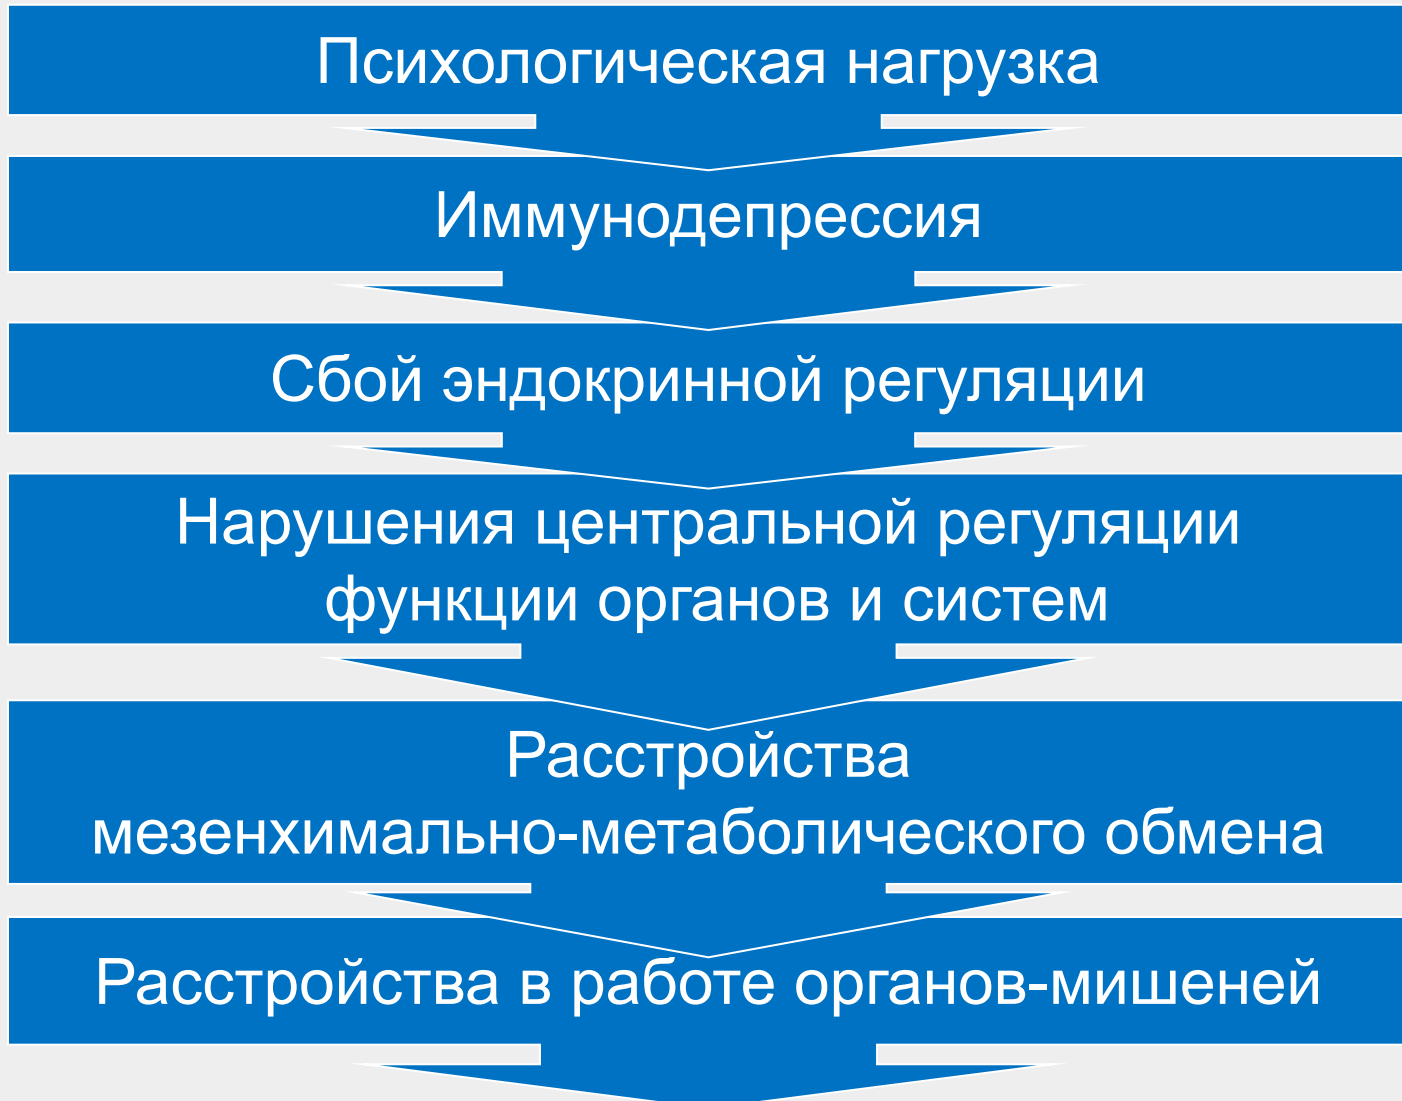 Психологическая нагрузка
Иммунодепрессия
Сбой эндокринной регуляции
Нарушения центральной регуляции
функции органов и систем
Расстройства
мезенхимально-метаболического обмена
Расстройства в работе органов-мишеней